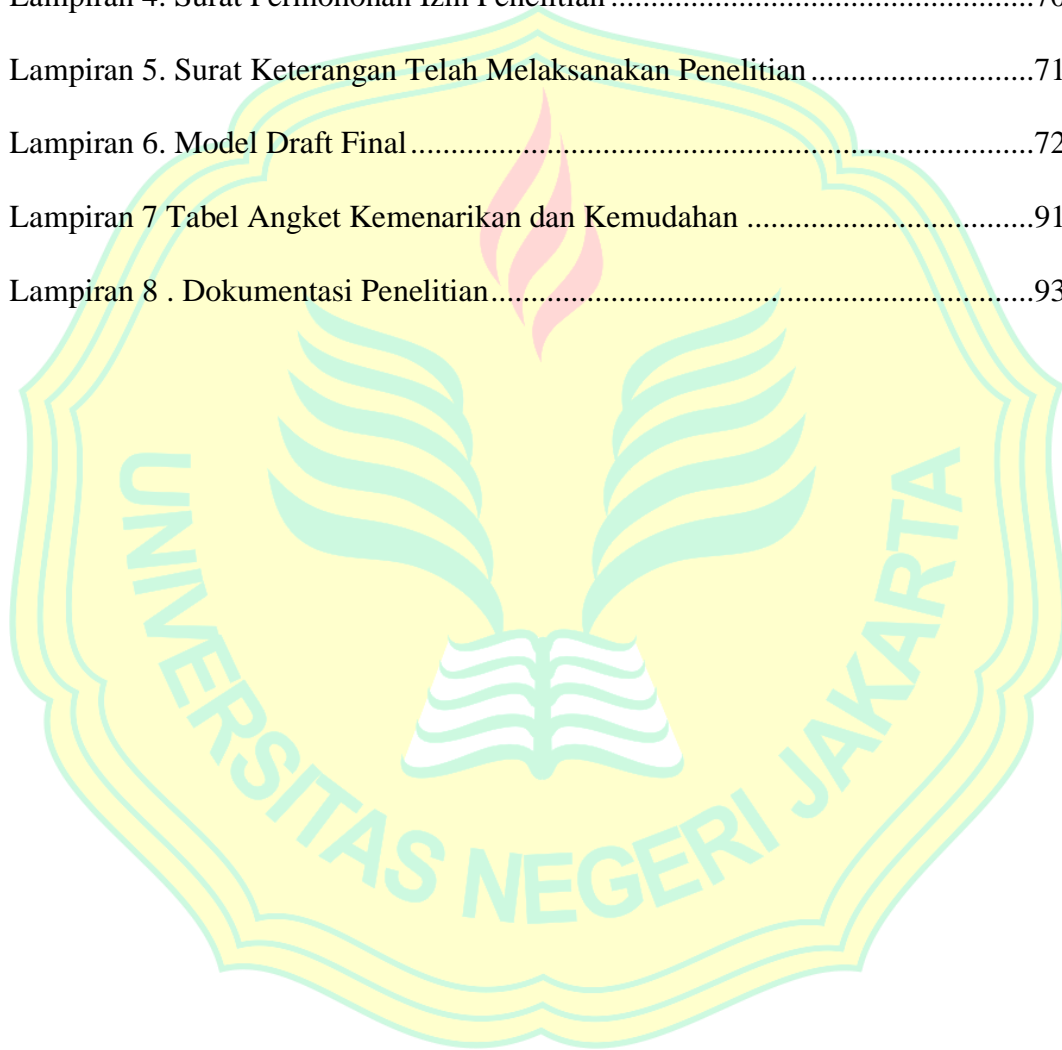 Lampiran 4. Surat Permohonan Izin Penelitian............................................................70
Lampiran 5. Surat Keterangan Telah Melaksanakan Penelitian............................71
Lampiran 6. Model Draft Final...............................................................................72
Lampiran 7 Tabel Angket Kemenarikan dan Kemudahan ....................................91
Lampiran 8 . Dokumentasi Penelitian.....................................................................93
UNIVERSITAS NEGERI JAKARTA